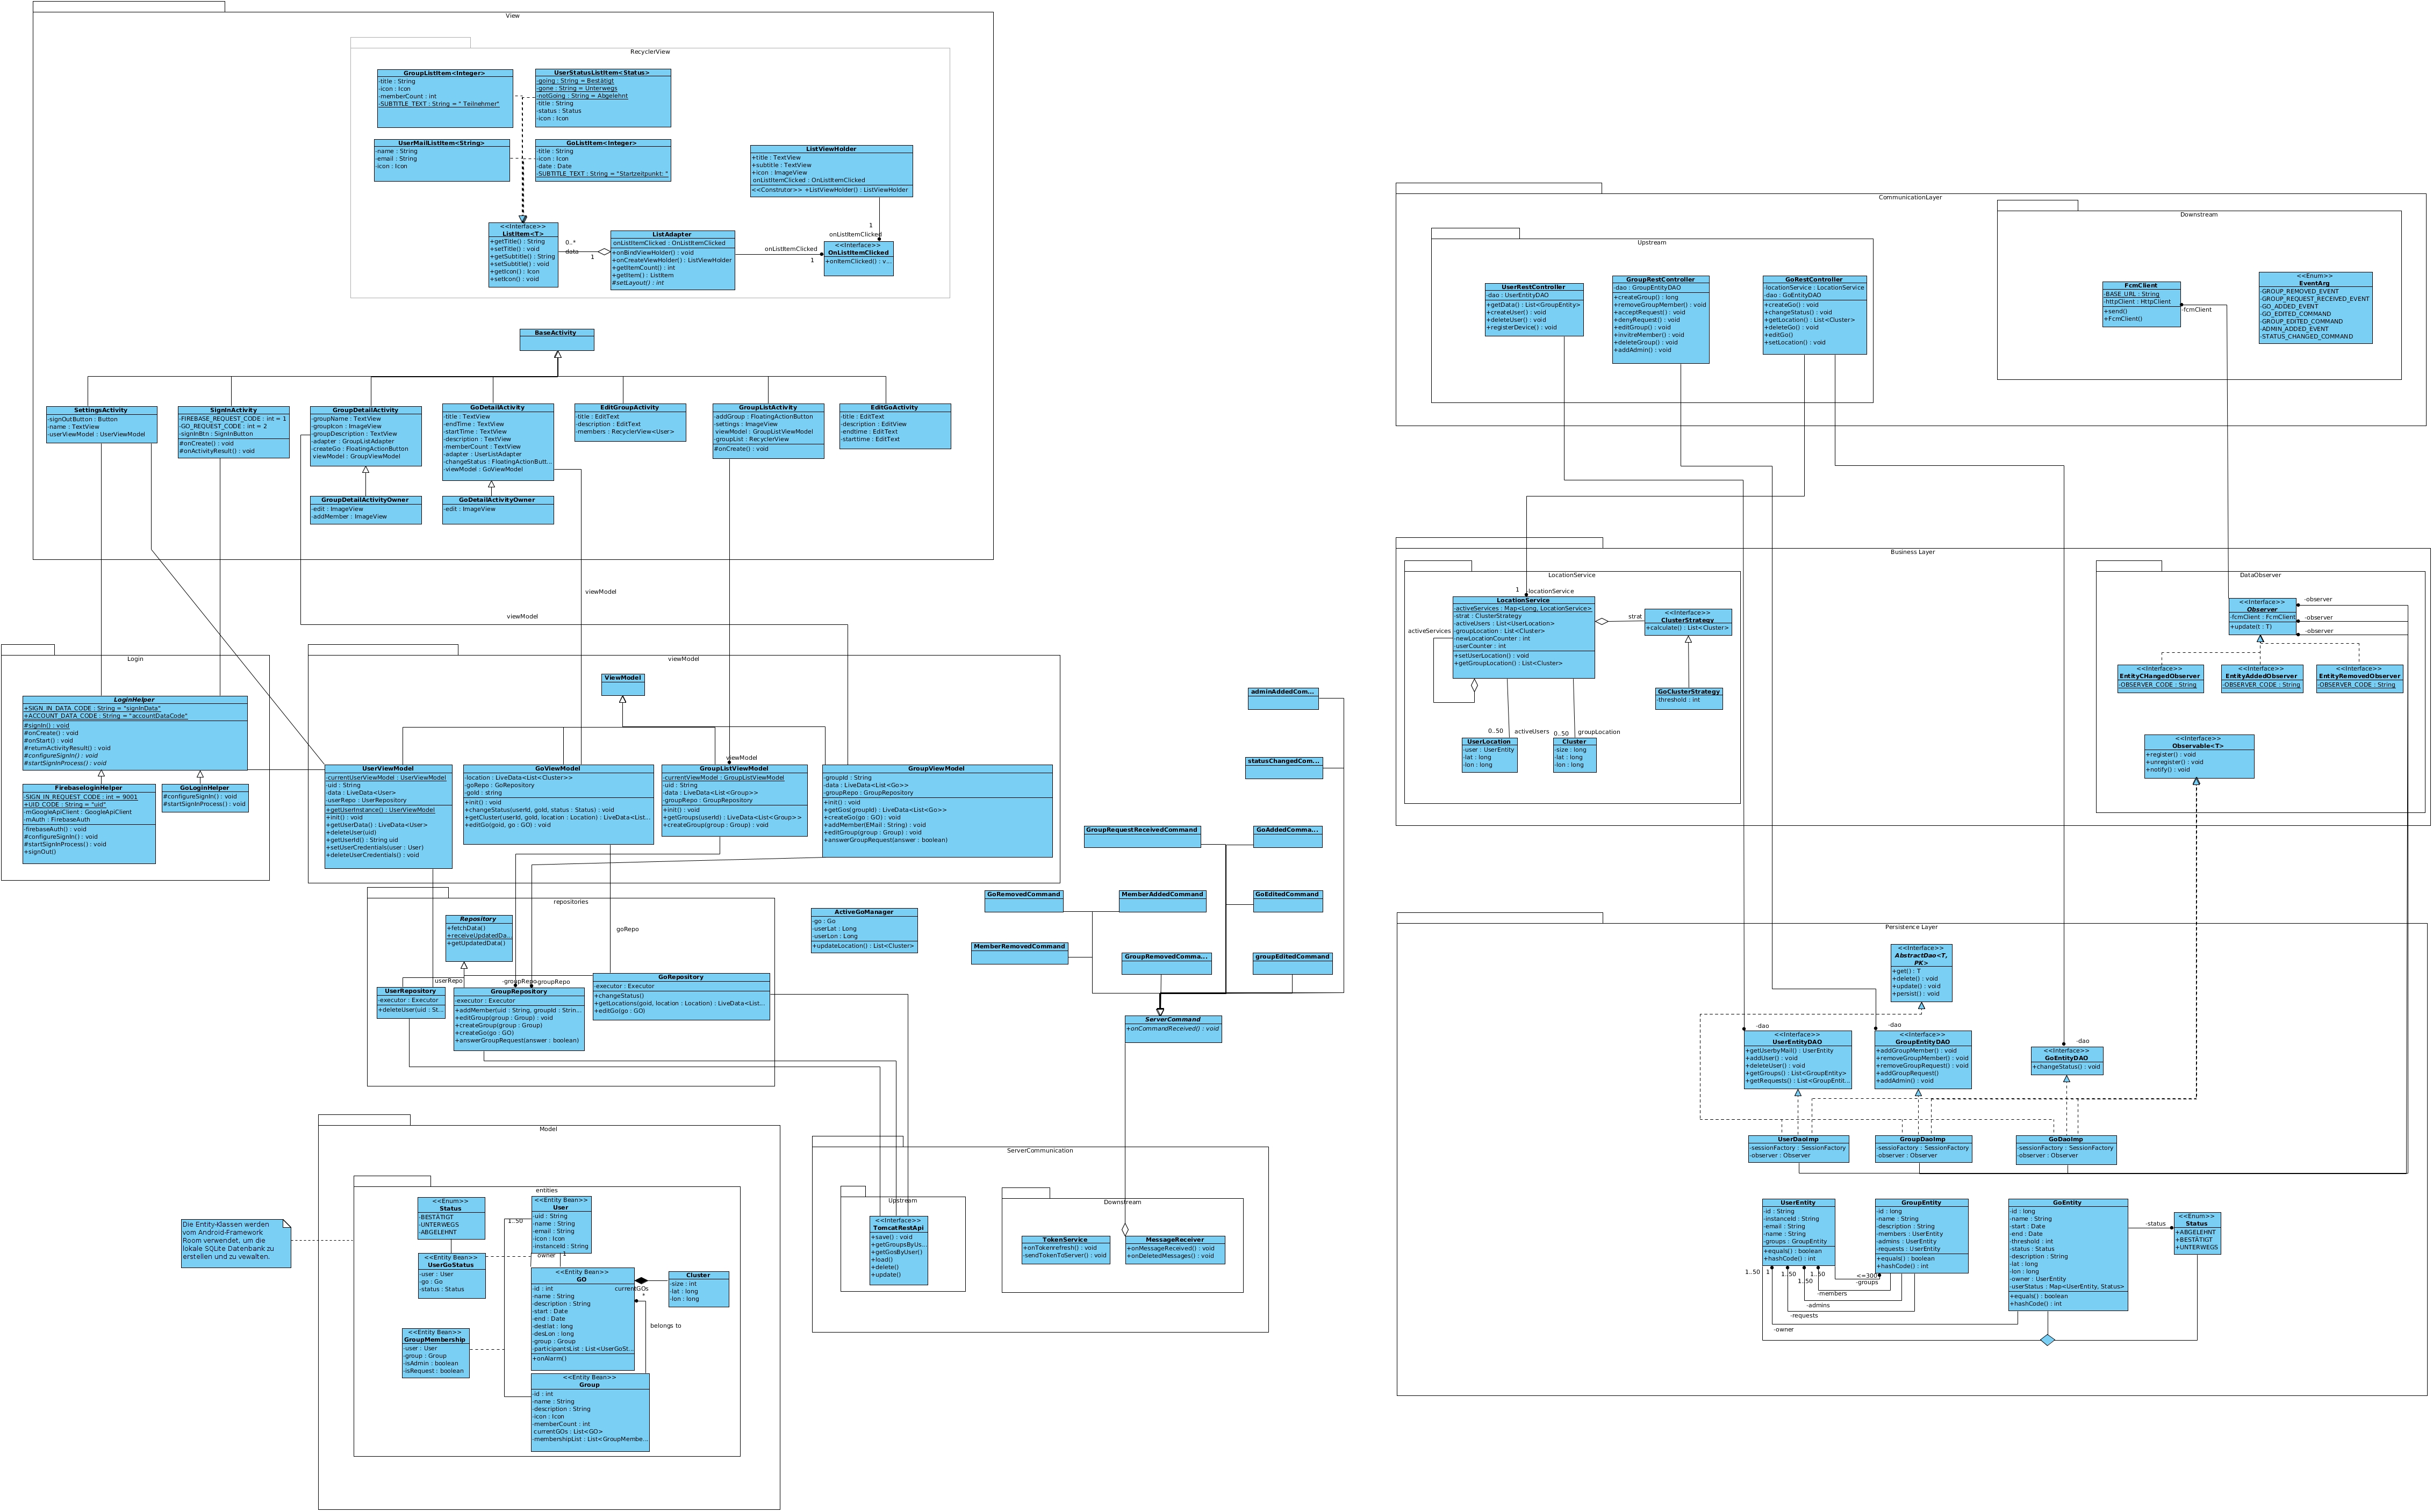 View
RecyclerView
GroupListItem<Integer>
-title : String
-icon : Icon
-memberCount : int
-SUBTITLE_TEXT : String = " Teilnehmer"
UserStatusListItem<Status>
-going : String = Bestätigt
-gone : String = Unterwegs
-notGoing : String = Abgelehnt
-title : String
-status : Status
-icon : Icon
UserMailListItem<String>
-name : String
-email : String
-icon : Icon
GoListItem<Integer>
-title : String
-icon : Icon
-date : Date
-SUBTITLE_TEXT : String = "Startzeitpunkt: "
ListViewHolder
+title : TextView
+subtitle : TextView
+icon : ImageView
onListItemClicked : OnListItemClicked
<<Construtor>> +ListViewHolder() : ListViewHolder
<<Interface>>
ListItem<T>
+getTitle() : String
+setTitle() : void
+getSubtitle() : String
+setSubtitle() : void
+getIcon() : Icon
+setIcon() : void
0..*
data
1
ListAdapter
onListItemClicked : OnListItemClicked
+onBindViewHolder() : void
+onCreateViewHolder() : ListViewHolder
+getItemCount() : int
+getItem() : ListItem
#setLayout() : int
onListItemClicked
1
1
onListItemClicked
<<Interface>>
OnListItemClicked
+onItemClicked() : v...
BaseActivity
SettingsActivity
-signOutButton : Button
-name : TextView
-userViewModel : UserViewModel
SignInActivity
-FIREBASE_REQUEST_CODE : int = 1
-GO_REQUEST_CODE : int = 2
-signInBtn : SignInButton
#onCreate() : void
#onActivityResult() : void
GroupDetailActivity
-groupName : TextView
-groupIcon : ImageView
-groupDescription : TextView
-adapter : GroupListAdapter
-createGo : FloatingActionButton
viewModel : GroupViewModel
GoDetailActivity
-title : TextView
-endTime : TextView
-startTime : TextView
-description : TextView
-memberCount : TextView
-adapter : UserListAdapter
-changeStatus : FloatingActionButt...
-viewModel : GoViewModel
EditGroupActivity
-title : EditText
-description : EditText
-members : RecyclerView<User>
GroupListActivity
-addGroup : FloatingActionButton
-settings : ImageView
viewModel : GroupListViewModel
-groupList : RecyclerView
#onCreate() : void
EditGoActivity
-title : EditText
-description : EditView
-endtime : EditText
-starttime : EditText
GroupDetailActivityOwner
-edit : ImageView
-addMember : ImageView
GoDetailActivityOwner
-edit : ImageView
viewModel
viewModel
Login
LoginHelper
+SIGN_IN_DATA_CODE : String = "signInData"
+ACCOUNT_DATA_CODE : String = "accountDataCode"
#signIn() : void
#onCreate() : void
#onStart() : void
#returnActivityResult() : void
#configureSignIn() : void
#startSignInProcess() : void
FirebaseloginHelper
-SIGN_IN_REQUEST_CODE : int = 9001
+UID_CODE : String = "uid"
-mGoogleApiClient : GoogleApiClient
-mAuth : FirebaseAuth
-firebaseAuth() : void
#configureSignIn() : void
#startSignInProcess : void
+signOut()
GoLoginHelper
#configureSignIn() : void
#startSignInProcess : void
viewModel
ViewModel
viewModel
UserViewModel
-currentUserViewModel : UserViewModel
-uid : String
-data : LiveData<User>
-userRepo : UserRepository
+getUserInstance() : UserViewModel
+init() : void
+getUserData() : LiveData<User>
+deleteUser(uid)
+getUserId() : String uid
+setUserCredentials(user : User)
+deleteUserCredentials() : void
GoViewModel
-location : LiveData<List<Cluster>>
-goRepo : GoRepository
-goId : string
+init() : void
+changeStatus(userId, goId, status : Status) : void
+getCluster(userId, goId, location : Location) : LiveData<List...
-editGo(goid, go : GO) : void
GroupListViewModel
-currentViewModel : GroupListViewModel
-uid : String
-data : LiveData<List<Group>>
-groupRepo : GroupRepository
+init() : void
+getGroups(userId) : LiveData<List<Group>>
+createGroup(group : Group) : void
GroupViewModel
-groupId : String
-data : LiveData<List<Go>>
-groupRepo : GroupRepository
+init() : void
+getGos(groupId) : LiveData<List<Go>>
+createGo(go : GO) : void
+addMember(EMail : String) : void
+editGroup(group : Group) : void
+answerGroupRequest(answer : boolean)
repositories
Repository
+fetchData()
+receiveUpdatedDa...
+getUpdatedData()
goRepo
userRepo
-groupRepo
groupRepo
UserRepository
-executor : Executor
+deleteUser(uid : St...
GroupRepository
-executor : Executor
+addMember(uid : String, groupId : Strin...
+editGroup(group : Group) : void
+createGroup(group : Group)
+createGo(go : GO)
+answerGroupRequest(answer : boolean)
GoRepository
-executor : Executor
+changeStatus()
+getLocations(goid, location : Location) : LiveData<List...
+editGo(go : GO)
ActiveGoManager
-go : Go
-userLat : Long
-userLon : Long
+updateLocation() : List<Cluster>
adminAddedCom...
statusChangedCom...
GroupRequestReceivedCommand
GoAddedComma...
GoRemovedCommand
MemberAddedCommand
GoEditedCommand
MemberRemovedCommand
GroupRemovedComma...
groupEditedCommand
ServerCommand
+onCommandReceived() : void
Model
entities
<<Enum>>
Status
-BESTÄTIGT
-UNTERWEGS
-ABGELEHNT
<<Entity Bean>>
User
-uid : String
-name : String
-email : String
-icon : Icon
-instanceId : String
1..50
owner
1
<<Entity Bean>>
UserGoStatus
-user : User
-go : Go
-status : Status
<<Entity Bean>>
GO
-id : int
-name : String
-description : String
-start : Date
-end : Date
-destlat : long
-desLon : long
-group : Group
-participantsList : List<UserGoSt...
+onAlarm()
Cluster
-size : int
-lat : long
-lon : long
currentGOs
*
belongs to
<<Entity Bean>>
GroupMembership
-user : User
-group : Group
-isAdmin : boolean
-isRequest : boolean
<<Entity Bean>>
Group
-id : int
-name : String
-description : String
-icon : Icon
-memberCount : int
currentGOs : List<GO>
-membershipList : List<GroupMembe...
Die Entity-Klassen werden
vom Android-Framework
Room verwendet, um die
lokale SQLite Datenbank zu
erstellen und zu vewalten.
ServerCommunication
Upstream
<<Interface>>
TomcatRestApi
+save() : void
+getGroupsByUs...
+getGosByUser()
+load()
+delete()
+update()
Downstream
TokenService
+onTokenrefresh() : void
-sendTokenToServer() : void
MessageReceiver
+onMessageReceived() : void
+onDeletedMessages() : void
CommunicationLayer
Upstream
UserRestController
-dao : UserEntityDAO
+getData() : List<GroupEntity>
+createUser() : void
+deleteUser() : void
+registerDevice() : void
GroupRestController
-dao : GroupEntityDAO
+createGroup() : long
+removeGroupMember() : void
+acceptRequest() : void
+denyRequest() : void
+editGroup() : void
+invitreMember() : void
+deleteGroup() : void
+addAdmin() : void
GoRestController
-locationService : LocationService
-dao : GoEntityDAO
+createGo() : void
+changeStatus() : void
+getLocation() : List<Cluster>
+deleteGo() : void
+editGo()
+setLocation() : void
Downstream
FcmClient
-BASE_URL : String
-httpClient : HttpClient
+send()
+FcmClient()
-fcmClient
<<Enum>>
EventArg
-GROUP_REMOVED_EVENT
-GROUP_REQUEST_RECEIVED_EVENT
-GO_ADDED_EVENT
-GO_EDITED_COMMAND
-GROUP_EDITED_COMMAND
-ADMIN_ADDED_EVENT
-STATUS_CHANGED_COMMAND
Business Layer
LocationService
1
-locationService
LocationService
-activeServices : Map<Long, LocationService>
-strat : ClusterStrategy
-activeUsers : List<UserLocation>
-groupLocation : List<Cluster>
-newLocationCounter : int
-userCounter : int
+setUserLocation() : void
+getGroupLocation() : List<Cluster>
activeServices
strat
<<Interface>>
ClusterStrategy
+calculate() : List<Cluster>
GoClusterStrategy
-threshold : int
0..50
activeUsers
0..50
groupLocation
UserLocation
-user : UserEntity
-lat : long
-lon : long
Cluster
-size : long
-lat : long
-lon : long
DataObserver
<<Interface>>
Observer
-fcmClient : FcmClient
+update(t : T)
-observer
-observer
-observer
<<Interface>>
EntityCHangedObserver
-OBSERVER_CODE : String
<<Interface>>
EntityAddedObserver
-OBSERVER_CODE : String
<<Interface>>
EntityRemovedObserver
-OBSERVER_CODE : String
<<Interface>>
Observable<T>
+register() : void
+unregister() : void
+notify() : void
Persistence Layer
<<Interface>>
AbstractDao<T,
PK>
+get() : T
+delete() : void
+update() : void
+persist() : void
-dao
<<Interface>>
UserEntityDAO
+getUserbyMail() : UserEntity
+addUser() : void
+deleteUser() : void
+getGroups() : List<GroupEntity>
+getRequests() : List<GroupEntit...
-dao
<<Interface>>
GroupEntityDAO
+addGroupMember() : void
+removeGroupMember() : void
+removeGroupRequest() : void
+addGroupRequest()
+addAdmin() : void
-dao
<<Interface>>
GoEntityDAO
+changeStatus() : void
UserDaoImp
-sessionFactory : SessionFactory
-observer : Observer
GroupDaoImp
-sessioFactory : SessionFactory
-observer : Observer
GoDaoImp
-sessionFactory : SessionFactory
-observer : Observer
UserEntity
-id : String
-instanceId : String
-email : String
-name : String
-groups : GroupEntity
+equals() : boolean
+hashCode() : int
GroupEntity
-id : long
-name : String
-description : String
-members : UserEntity
-admins : UserEntity
-requests : UserEntity
+equals() : boolean
+hashCode() : int
GoEntity
-id : long
-name : String
-start : Date
-end : Date
-threshold : int
-status : Status
-description : String
-lat : long
-lon : long
-owner : UserEntity
-userStatus : Map<UserEntity, Status>
+equals() : boolean
+hashCode() : int
-status
<<Enum>>
Status
+ABGELEHNT
+BESTÄTIGT
+UNTERWEGS
1..50
1
1..50
1..50
1..50
<=300
-groups
-members
-admins
-requests
-owner